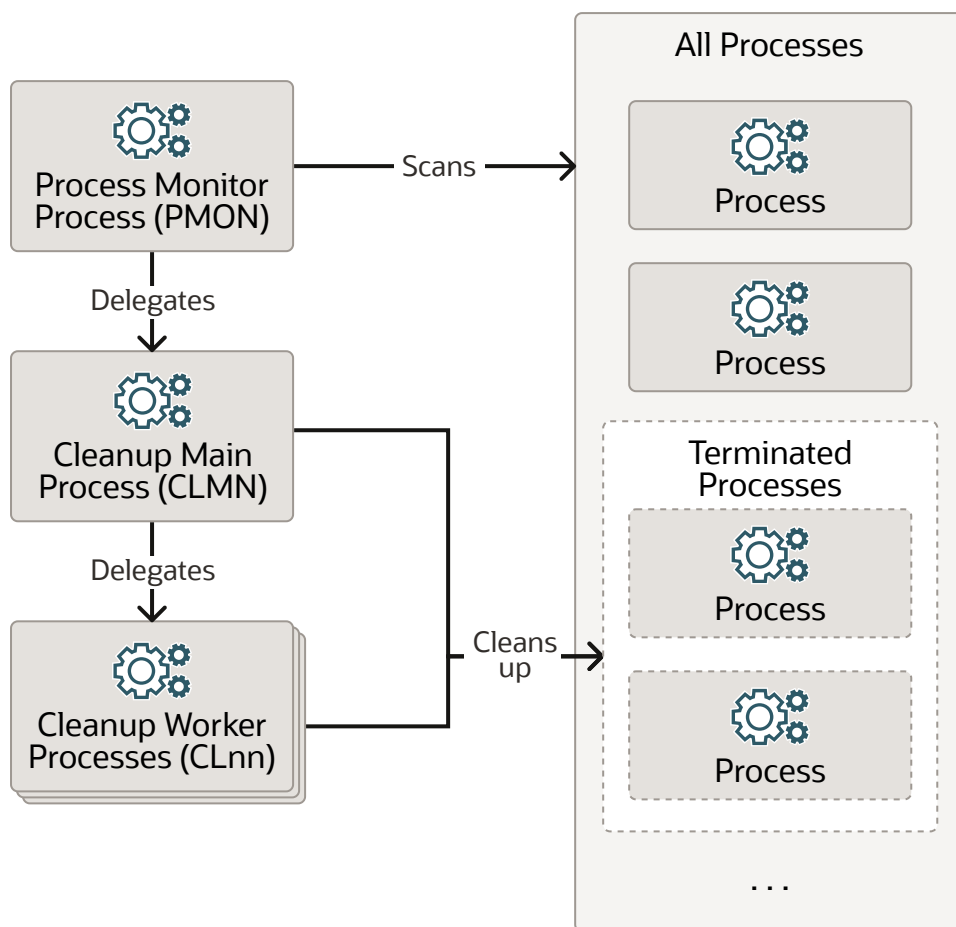 All Processes
Process Monitor
Process (PMON)
Scans
Process
Delegates
Process
Cleanup Main
Process (CLMN)
Terminated
Processes
Process
Delegates
Cleans
up
Cleanup Worker
Processes (CLnn)
Process
...